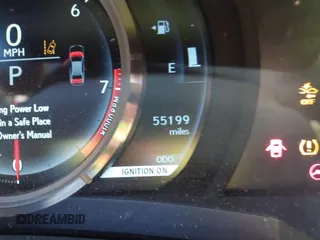 0
MPH
6
P
E
ng Power Low
in a Safe Place
Owner's Manual
7
0
55199
miles
ODO
IGNITION ON
DREAMBID